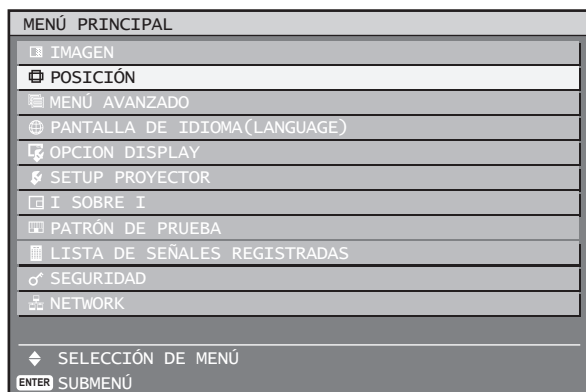 MENÚ PRINCIPAL
IMAGEN
POSICIÓN
MENÚ AVANZADO
PANTALLA DE IDIOMA(LANGUAGE)
OPCION DISPLAY
SETUP PROYECTOR
I SOBRE I
PATRÓN DE PRUEBA
LISTA DE SEÑALES REGISTRADAS
SEGURIDAD
NETWORK
SELECCIÓN DE MENÚ
ENTER SUBMENÚ